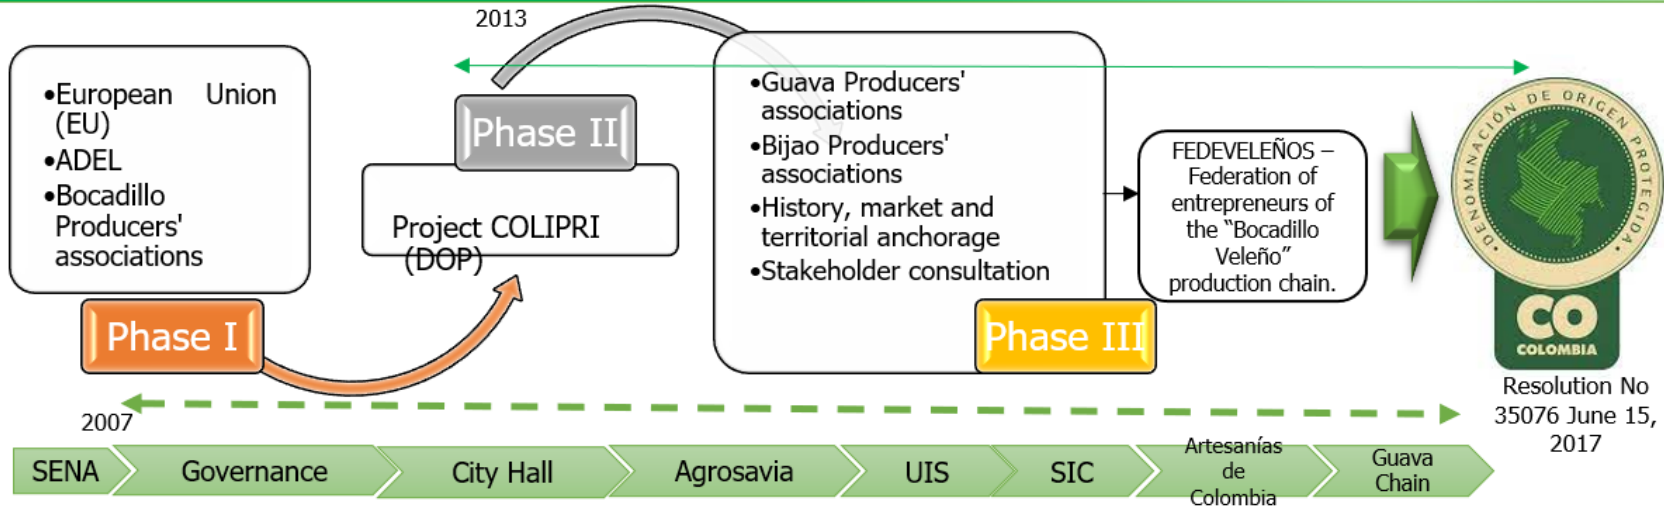 2013
•European Union
(EU)
•ADEL
•Bocadillo
Producers'
associations
Phase I
2007
Phase II
Project COLIPRI
(DOP)
•Guava Producers'
associations
•Bijao Producers'
associations
•History, market and
territorial anchorage
•Stakeholder consultation
Phase III
FEDEVELEÑOS –
Federation of
entrepreneurs of
the “Bocadillo
Veleño”
production chain.
DENOMINACIÓN DE ORIGEN PROTEGIDA
CO
COLOMBIA
Resolution No
35076 June 15,
2017
SENA
Governance
City Hall
Agrosavia
UIS
SIC
Artesanías
de
Colombia
Guava
Chain